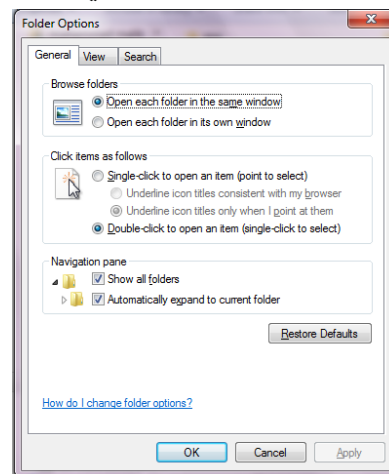 Folder Options
General View Search
Browse folders
Open each folder in the same window
Open each folder in its own window
Click items as follows
Single-click to open an item (point to select)
Underline icon titles consistent with my browser
Underline icon titles only when I point at them
Double-click to open an item (single-click to select)
Navigation pane
Show all folders
Automatically expand to current folder
Restore Defaults
How do I change folder options?
OK Cancel Apply